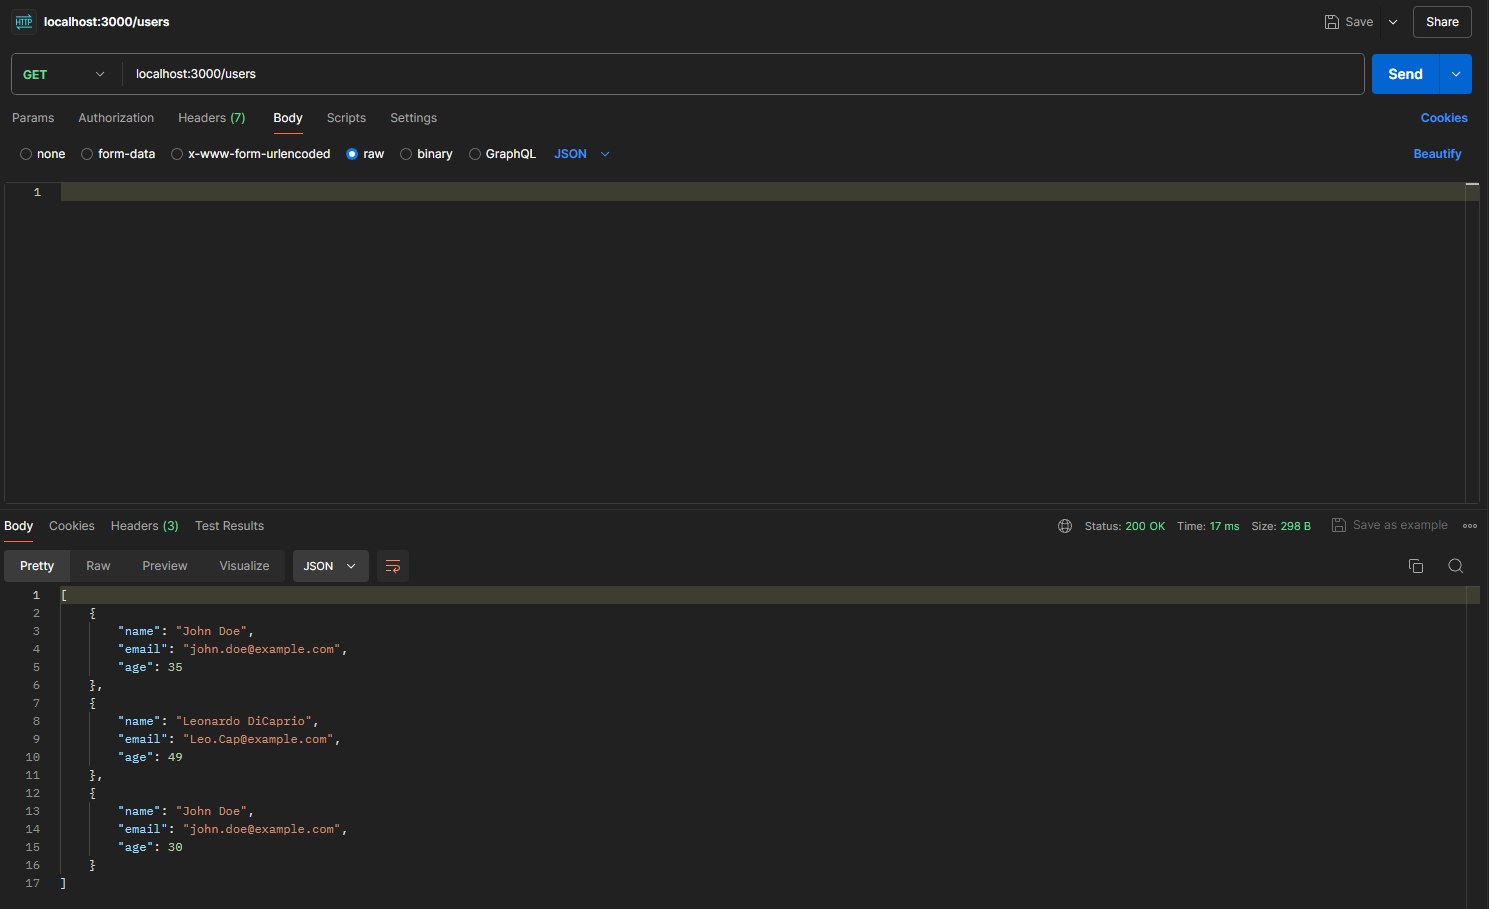 HTTP localhost:3000/users Save Share
GET localhost:3000/users Send
Params Authorization Headers (7) Body Scripts Settings Cookies
none form-data x-www-form-urlencoded raw binary GraphQL JSON Beautify
1
Body Cookies Headers (3) Test Results Status: 200 OK Time: 17 ms Size: 298 B Save as example
Pretty Raw Preview Visualize JSON
1 [
2 {
3 "name": "John Doe",
4 "email": "john.doe@example.com",
5 "age": 35
6 },
7 {
8 "name": "Leonardo DiCaprio",
9 "email": "Leo.Cap@example.com",
10 "age": 49
11 },
12 {
13 "name": "John Doe",
14 "email": "john.doe@example.com",
15 "age": 30
16 }
17 ]